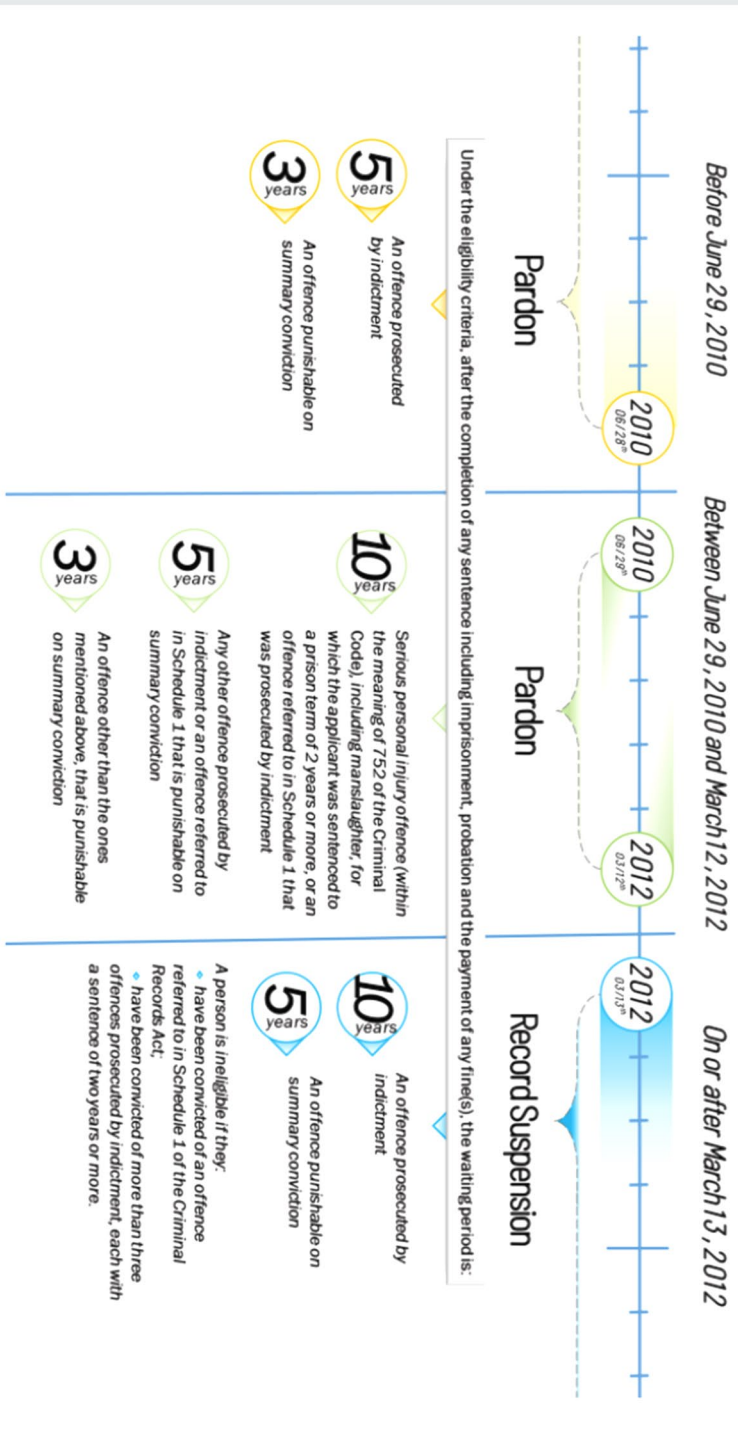 Before June 29, 2010
Between June 29, 2010 and March 12, 2012
On or after March 13, 2012
2010
06/28th
2010
06/29th
2012
03/12th
2012
03/13th
Pardon
Pardon
Record Suspension
Under the eligibility criteria, after the completion of any sentence including imprisonment, probation and the payment of any fine(s), the waiting period is:
5
years
An offence prosecuted
by indictment
3
years
An offence punishable on
summary conviction
10
years
Serious personal injury offence (within
the meaning of 752 of the Criminal
Code), including manslaughter, for
which the applicant was sentenced to
a prison term of 2 years or more, or an
offence referred to in Schedule 1 that
was prosecuted by indictment
5
years
Any other offence prosecuted by
indictment or an offence referred to
in Schedule 1 that is punishable on
summary conviction
3
years
An offence other than the ones
mentioned above, that is punishable
on summary conviction
10
years
An offence prosecuted by
indictment
5
years
An offence punishable on
summary conviction
A person is ineligible if they:
have been convicted of an offence
referred to in Schedule 1 of the Criminal
Records Act;
have been convicted of more than three
offences prosecuted by indictment, each with
a sentence of two years or more.